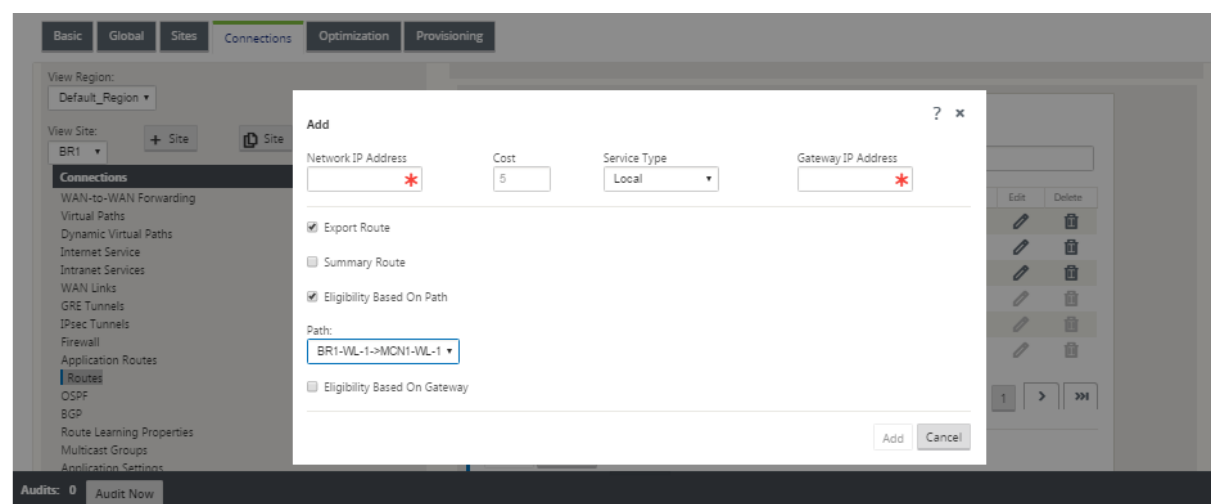 Basic Global Sites Connections Optimization Provisioning
View Region:
Default_Region
View Site:
+ Site Site
BR1
Connections
WAN-to-WAN Forwarding
Virtual Paths
Dynamic Virtual Paths
Internet Service
Intranet Services
WAN Links
GRE Tunnels
IPsec Tunnels
Firewall
Application Routes
Routes
OSPF
BGP
Route Learning Properties
Multicast Groups
Application Settings
Add ? ×
Network IP Address Cost Service Type Gateway IP Address
* 5 Local *
Export Route
Summary Route
Eligibility Based On Path
Path:
BR1-WL-1->MCN1-WL-1
Eligibility Based On Gateway
Add Cancel
Edit Delete
1 >
Audits: 0 Audit Now